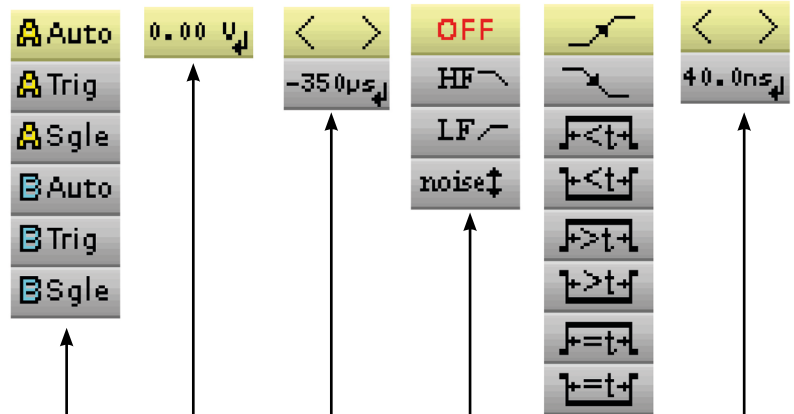 A Auto
A Trig
A Sgle
B Auto
B Trig
B Sgle
0.00 V
< >
-350µs
OFF
HF
LF
noise
<t
<t
>t
>t
=t
=t
< >
40.0ns